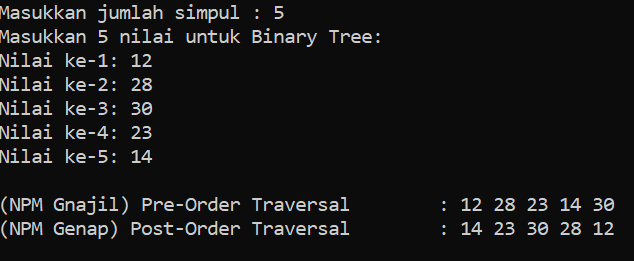 Masukkan jumlah simpul : 5
Masukkan 5 nilai untuk Binary Tree:
Nilai ke-1: 12
Nilai ke-2: 28
Nilai ke-3: 30
Nilai ke-4: 23
Nilai ke-5: 14
(NPM Gnajil) Pre-Order Traversal : 12 28 23 14 30
(NPM Genap) Post-Order Traversal : 14 23 30 28 12